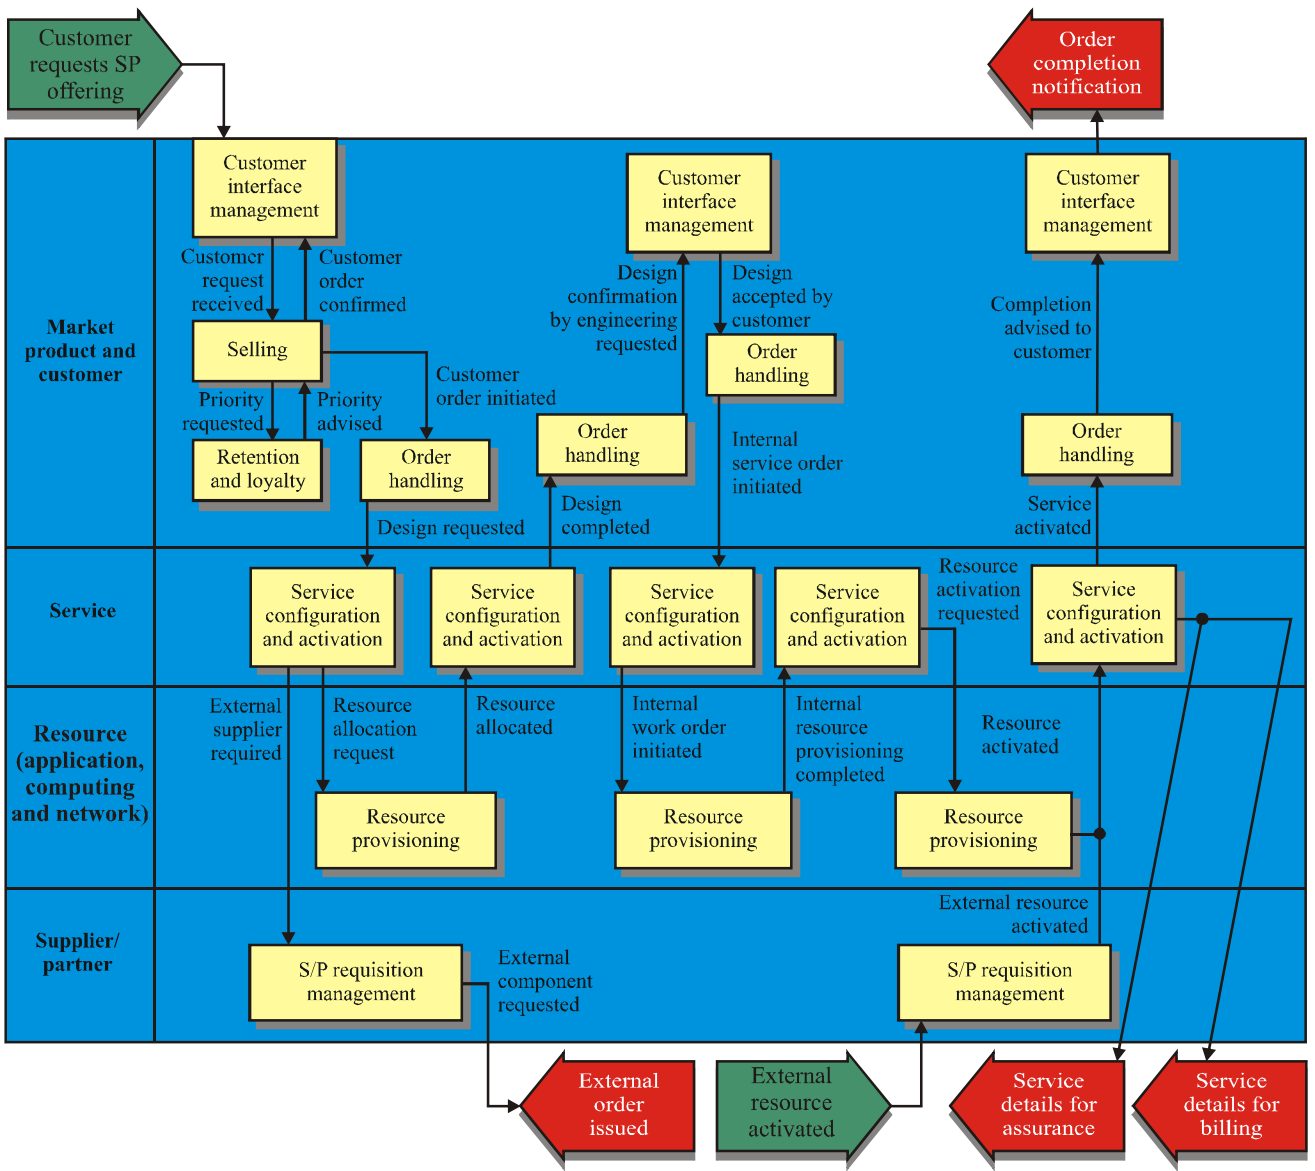 Customer
requests SP
offering
Order
completion
notification
Market
product and
customer
Customer
interface
management
Customer
request
received
Customer
order
confirmed
Selling
Priority
requested
Priority
advised
Retention
and loyalty
Customer
order initiated
Order
handling
Design requested
Customer
interface
management
Design
confirmation
by engineering
requested
Design
accepted by
customer
Order
handling
Order
handling
Design
completed
Internal
service order
initiated
Customer
interface
management
Completion
advised to
customer
Order
handling
Service
activated
Service
Service
configuration
and activation
Service
configuration
and activation
Service
configuration
and activation
Service
configuration
and activation
Resource
activation
requested
Service
configuration
and activation
Resource
(application,
computing
and network)
External
supplier
required
Resource
allocation
request
Resource
allocated
Internal
work order
initiated
Internal
resource
provisioning
completed
Resource
activated
Resource
provisioning
Resource
provisioning
Resource
provisioning
Supplier/
partner
S/P requisition
management
External
component
requested
External resource
activated
S/P requisition
management
External
order
issued
External
resource
activated
Service
details for
assurance
Service
details for
billing